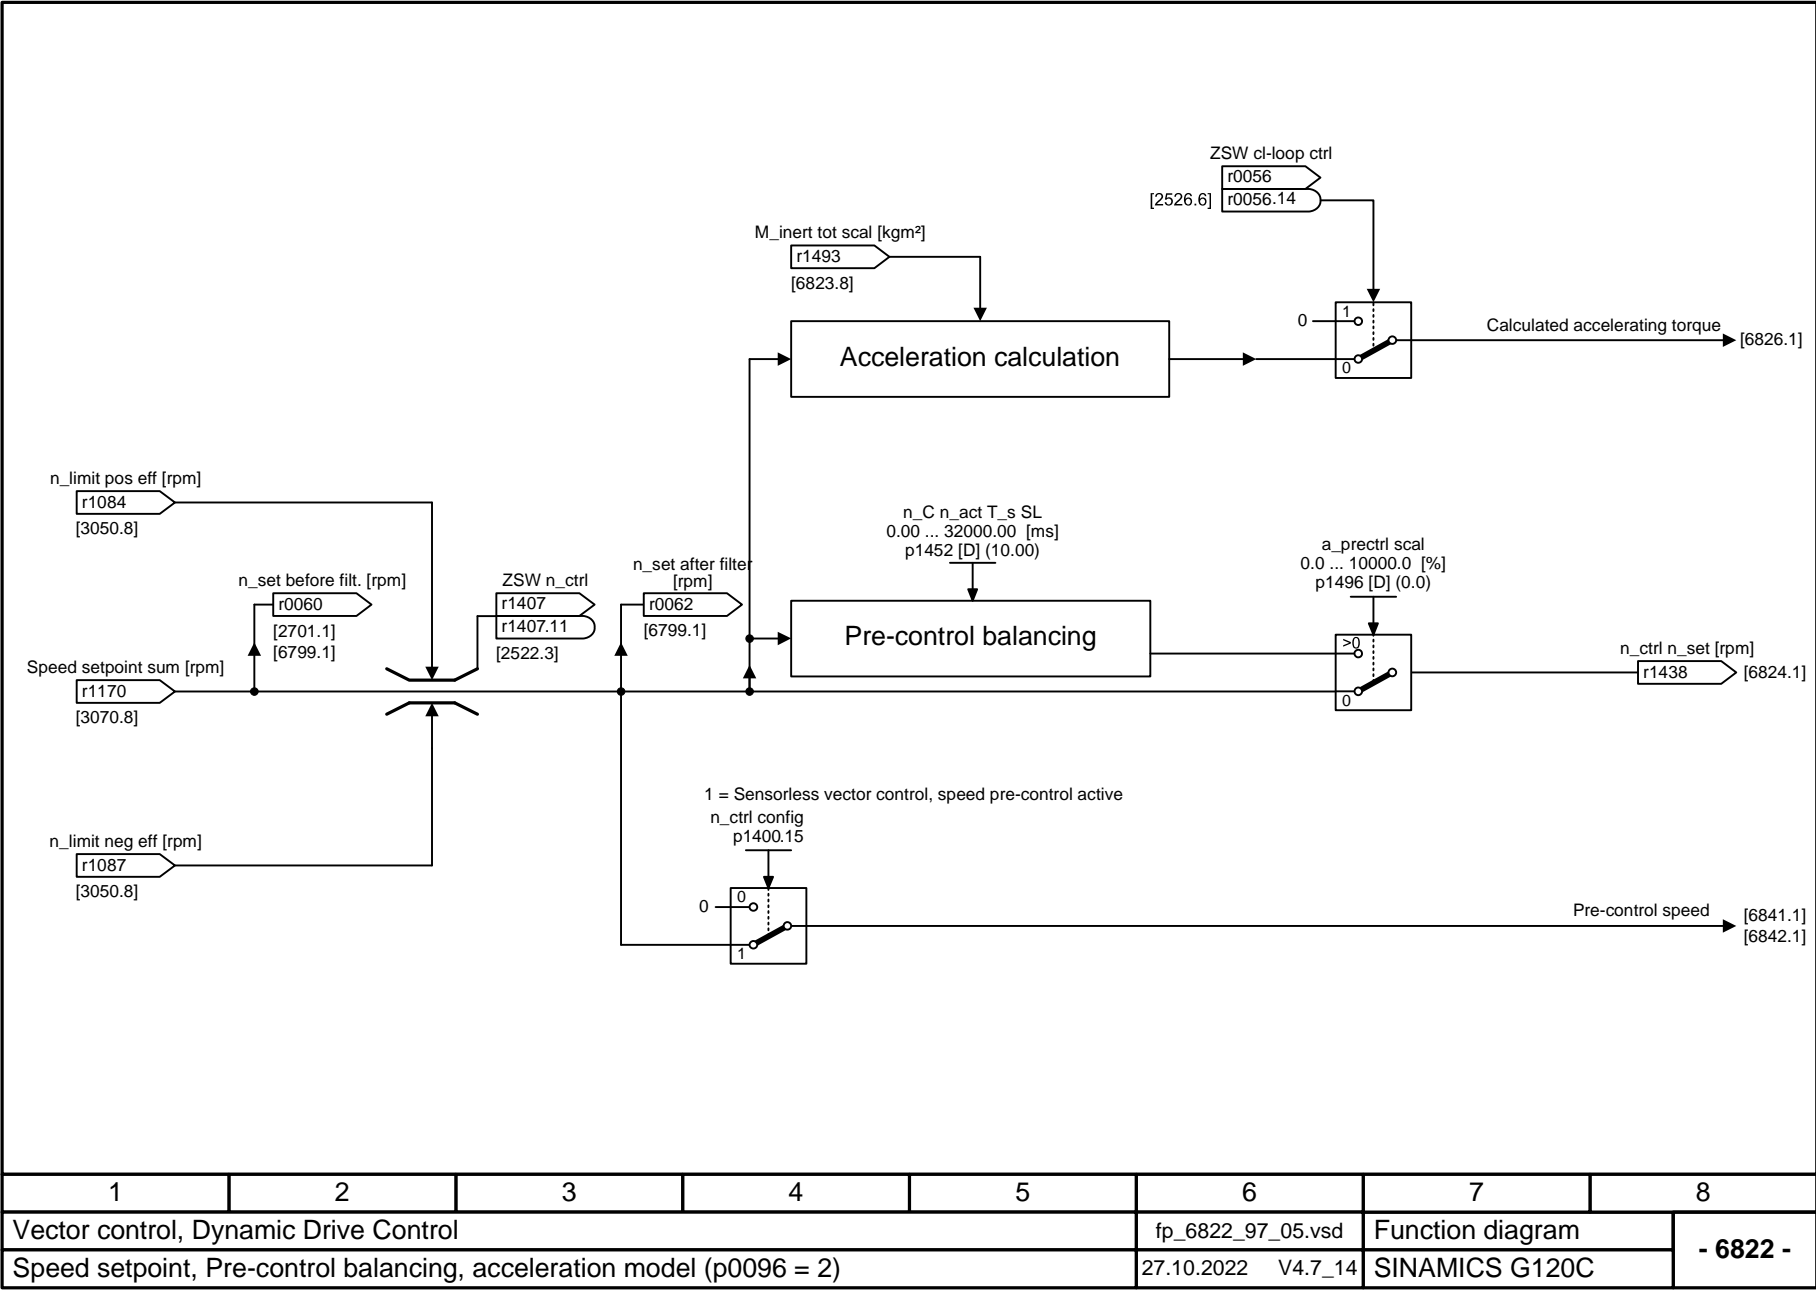 ZSW cl-loop ctrl
r0056
[2526.6] r0056.14
M_inert tot scal [kgm²]
r1493
[6823.8]
1
0
0
Acceleration calculation
Calculated accelerating torque
[6826.1]
n_limit pos eff [rpm]
r1084
[3050.8]
n_C n_act T_s SL
0.00 ... 32000.00 [ms]
p1452 [D] (10.00)
a_prectrl scal
0.0 ... 10000.0 [%]
p1496 [D] (0.0)
n_set before filt. [rpm]
r0060
[2701.1]
[6799.1]
ZSW n_ctrl
r1407
r1407.11
[2522.3]
n_set after filter
[rpm]
r0062
[6799.1]
Pre-control balancing
>0
0
n_ctrl n_set [rpm]
r1438
[6824.1]
Speed setpoint sum [rpm]
r1170
[3070.8]
1 = Sensorless vector control, speed pre-control active
n_ctrl config
p1400.15
n_limit neg eff [rpm]
r1087
[3050.8]
0
0
1
Pre-control speed
[6841.1]
[6842.1]
1 2 3 4 5 6 7 8
Vector control, Dynamic Drive Control
fp_6822_97_05.vsd
Function diagram
- 6822 -
Speed setpoint, Pre-control balancing, acceleration model (p0096 = 2)
27.10.2022 V4.7_14
SINAMICS G120C